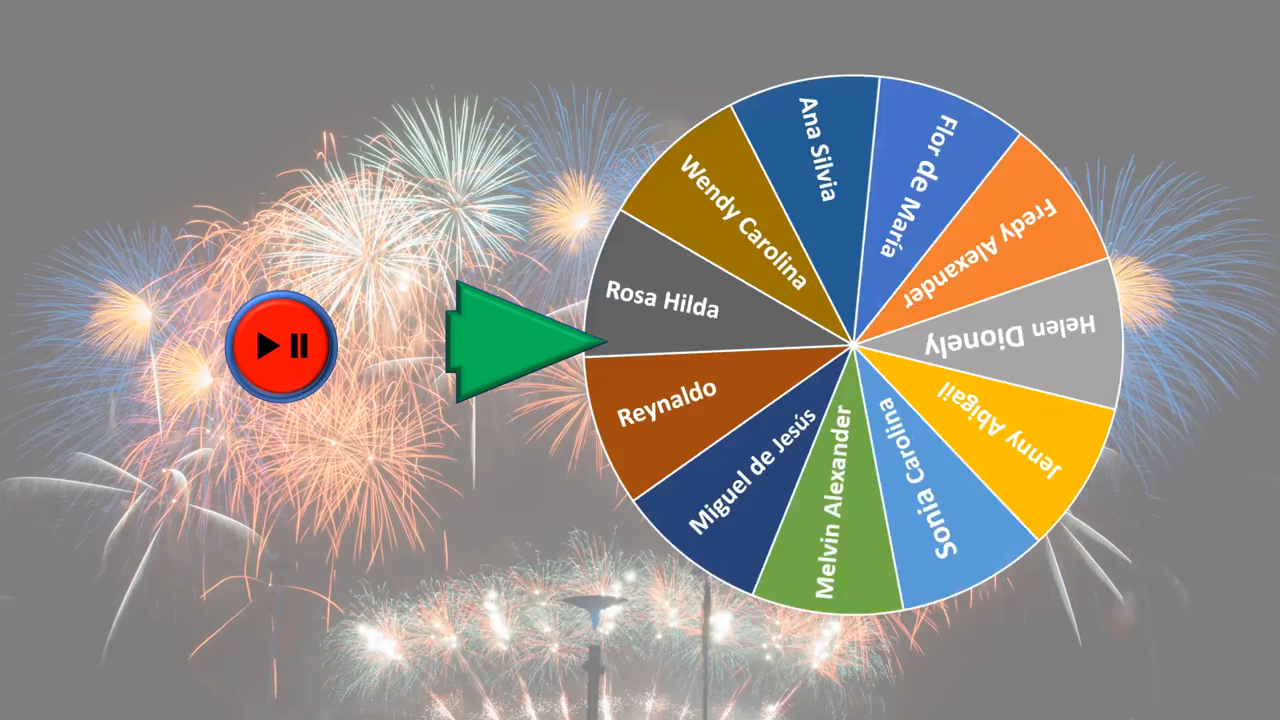 Ana Silvia
Flor de María
Fredy Alexander
Helen Dionely
Jenny Abigail
Sonia Carolina
Melvin Alexander
Miguel de Jesús
Reynaldo
Rosa Hilda
Wendy Carolina